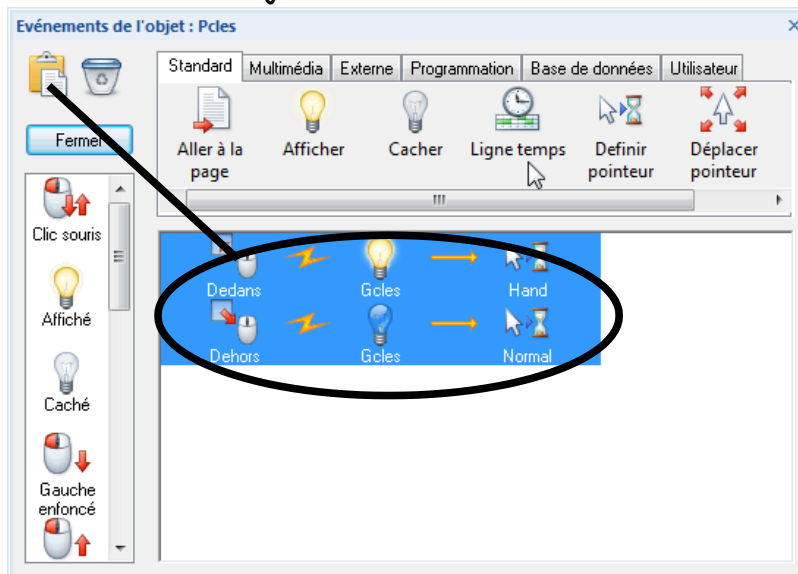 Evénements de l'objet : Pcles
Standard Multimédia Externe Programmation Base de données Utilisateur
Fermer
Aller à la page
Afficher
Cacher
Ligne temps
Definir pointeur
Déplacer pointeur
Clic souris
Affiché
Caché
Gauche enfoncé
Dedans Gcles Hand
Dehors Gcles Normal